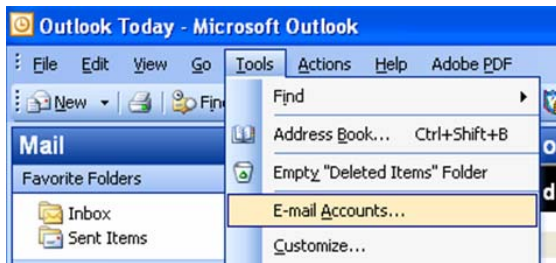 Outlook Today - Microsoft Outlook
File Edit View Go Tools Actions Help Adobe PDF
New
Find
Address Book... Ctrl+Shift+B
Mail
Favorite Folders
Empty "Deleted Items" Folder
Inbox
E-mail Accounts...
Sent Items
Customize...